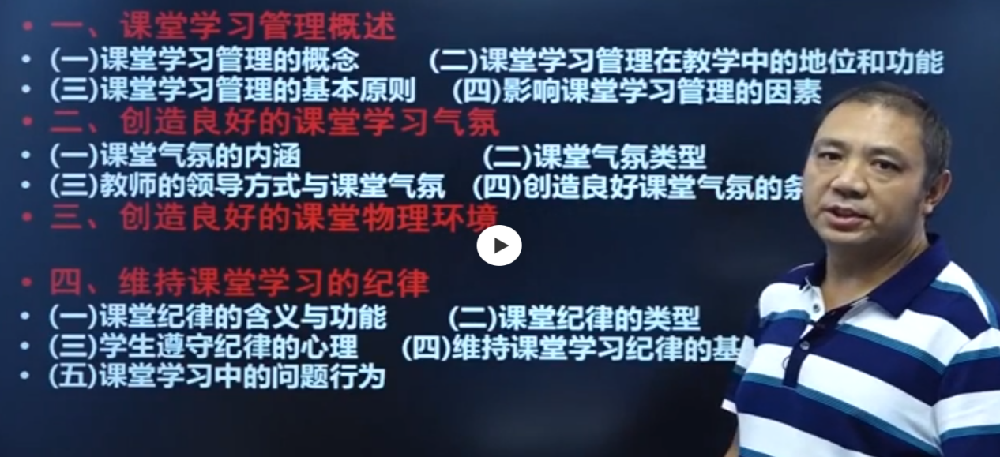 • 一、课堂学习管理概述
• (一)课堂学习管理的概念 (二)课堂学习管理在教学中的地位和功能
• (三)课堂学习管理的基本原则 (四)影响课堂学习管理的因素
• 二、创造良好的课堂学习气氛
• (一)课堂气氛的内涵 (二)课堂气氛类型
• (三)教师的领导方式与课堂气氛 (四)创造良好课堂气氛的条
• 三、创造良好的课堂物理环境
• 四、维持课堂学习的纪律
• (一)课堂纪律的含义与功能 (二)课堂纪律的类型
• (三)学生遵守纪律的心理 (四)维持课堂学习纪律的基
• (五)课堂学习中的问题行为